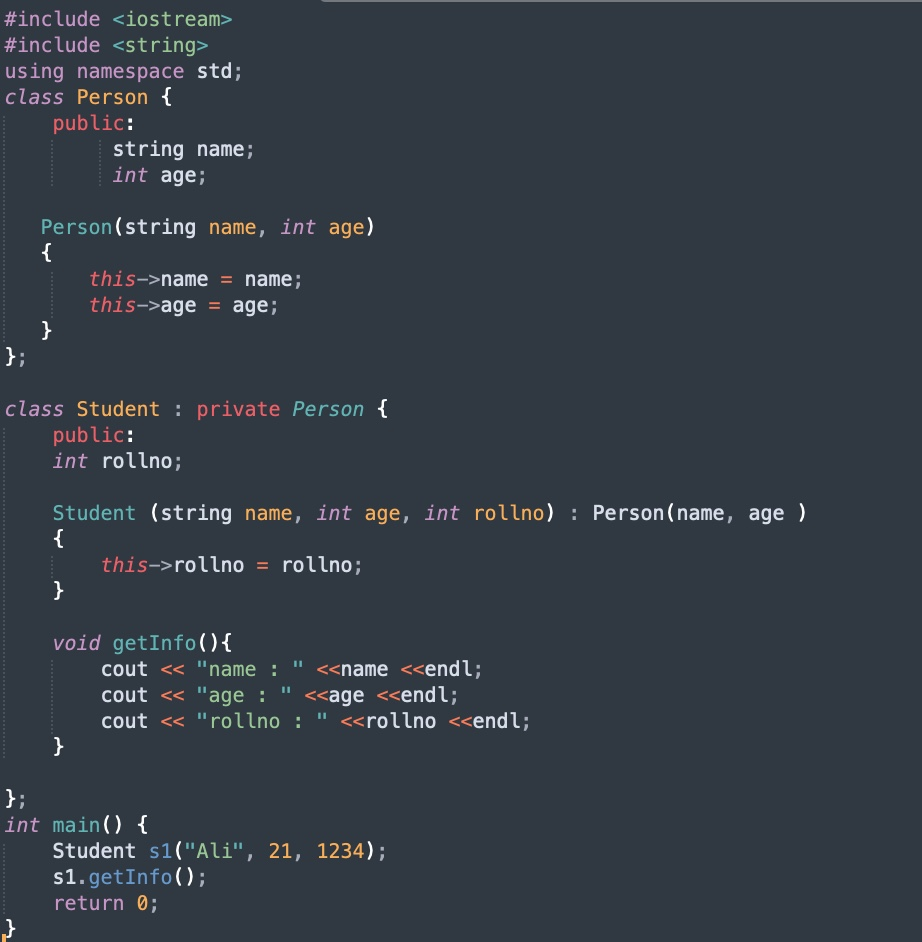 #include <iostream>
#include <string>
using namespace std;
class Person {
    public:
         string name;
         int age;

   Person(string name, int age)
   {
       this->name = name;
       this->age = age;
   }
};

class Student : private Person {
    public:
    int rollno;

    Student (string name, int age, int rollno) : Person(name, age )
    {
        this->rollno = rollno;
    }

    void getInfo(){
        cout << "name : " <<name <<endl;
        cout << "age : " <<age <<endl;
        cout << "rollno : " <<rollno <<endl;
    }

};
int main() {
    Student s1("Ali", 21, 1234);
    s1.getInfo();
    return 0;
}